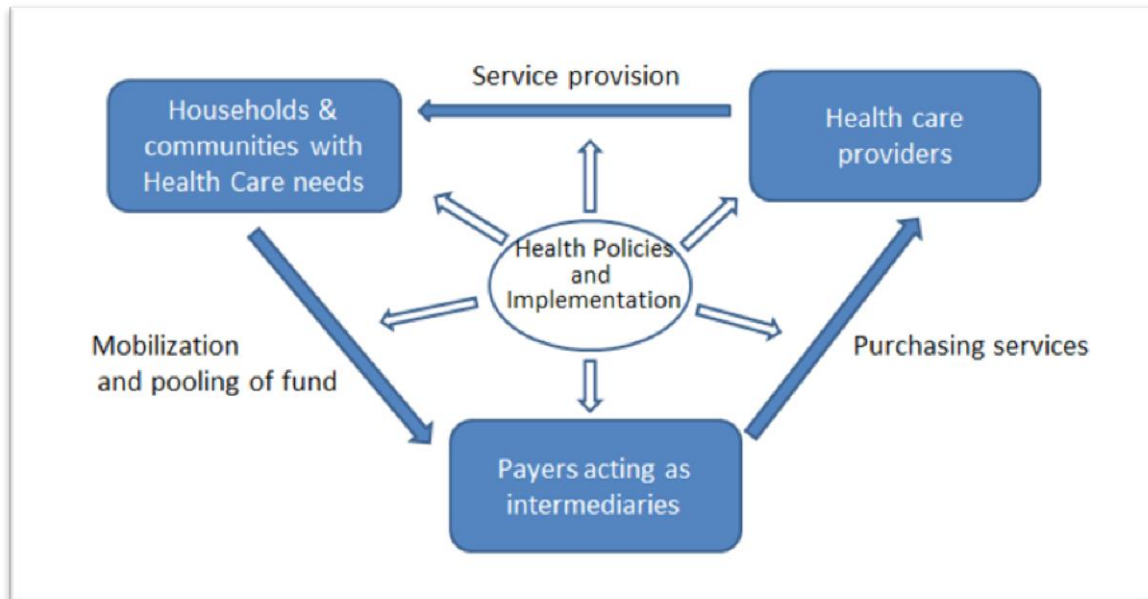 Service provision
Households &
communities with
Health Care needs
Health care
providers
Health Policies
and
Implementation
Mobilization
and pooling of fund
Purchasing services
Payers acting as
intermediaries